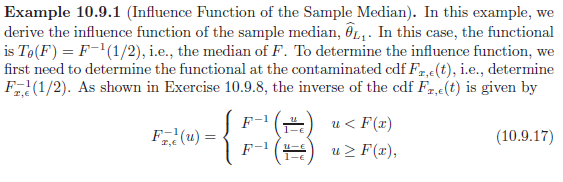 Example 10.9.1 (Influence Function of the Sample Median). In this example, we
derive the influence function of the sample median, $\widehat{\theta}_{L_1}$. In this case, the functional
is $T_\theta(F) = F^{-1}(1/2)$, i.e., the median of $F$. To determine the influence function, we
first need to determine the functional at the contaminated cdf $F_{x,\epsilon}(t)$, i.e., determine
$F_{x,\epsilon}^{-1}(1/2)$. As shown in Exercise 10.9.8, the inverse of the cdf $F_{x,\epsilon}(t)$ is given by
$F_{x,\epsilon}^{-1}(u) = \begin{cases} F^{-1}\left(\frac{u}{1-\epsilon}\right) & u < F(x) \\ F^{-1}\left(\frac{u-\epsilon}{1-\epsilon}\right) & u \geq F(x), \end{cases}$ (10.9.17)